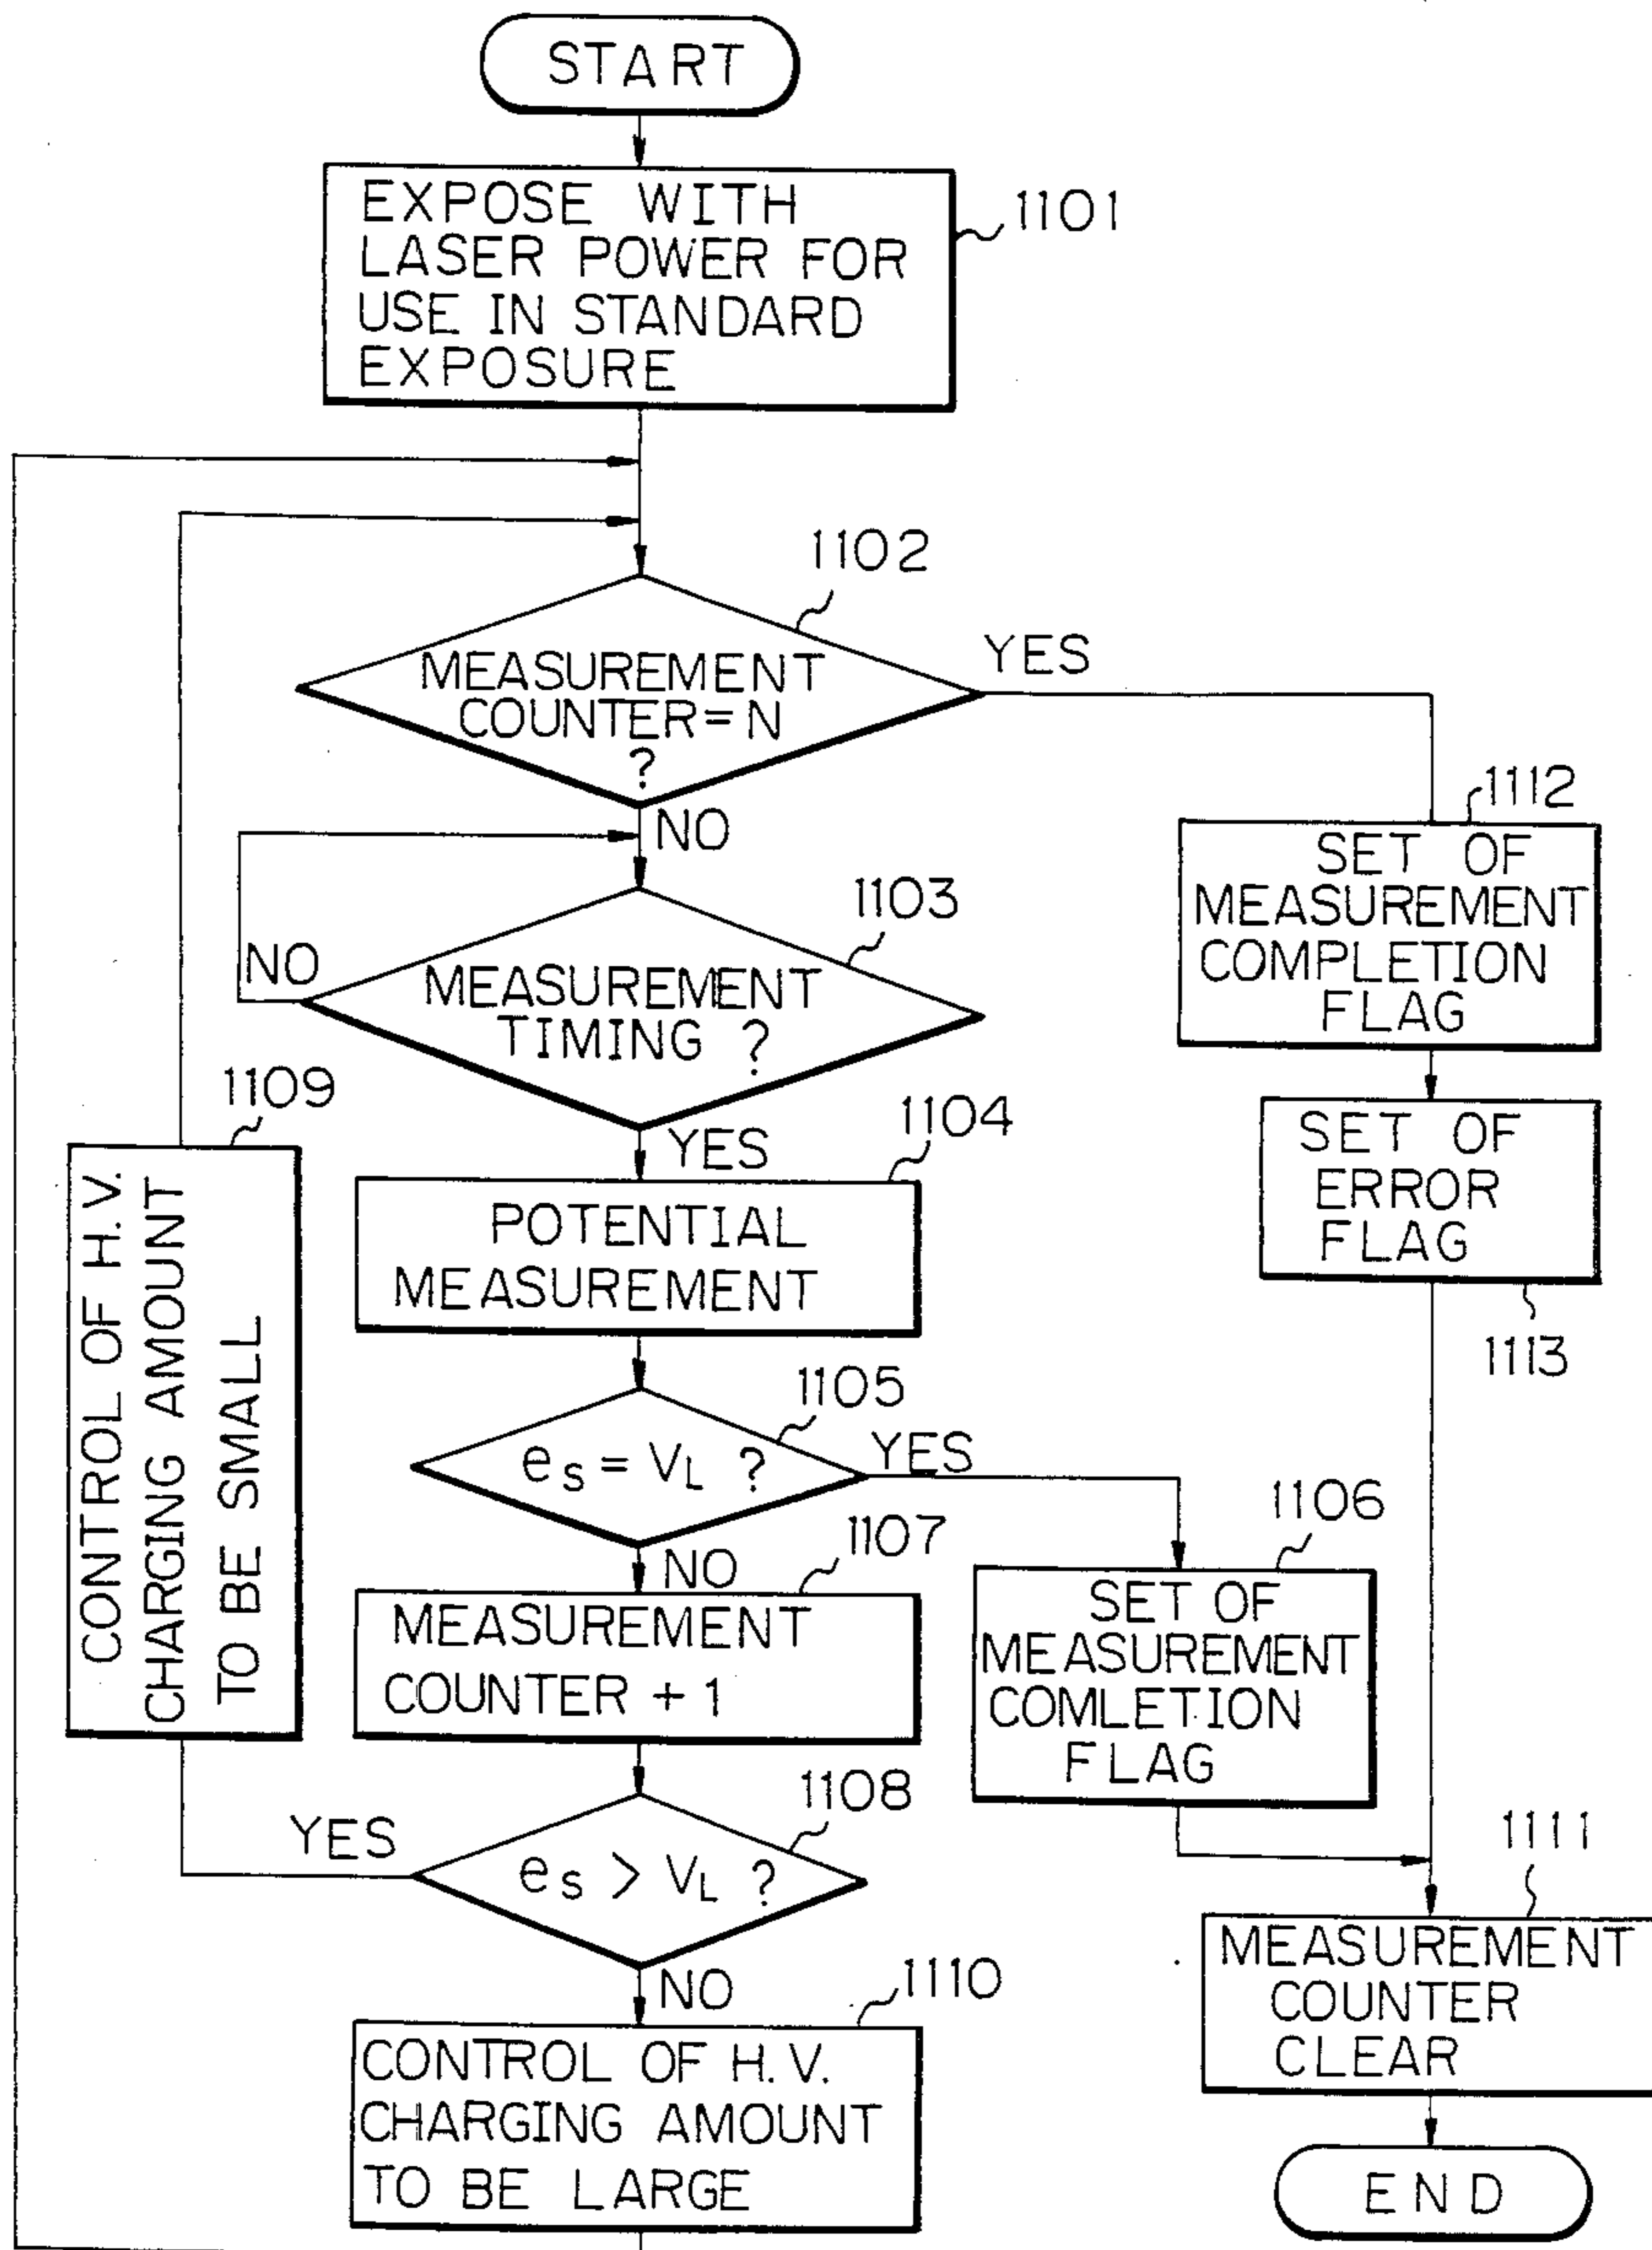 START
EXPOSE WITH
LASER POWER FOR
USE IN STANDARD
EXPOSURE
1101
1102
MEASUREMENT
COUNTER=N
?
YES
NO
1103
MEASUREMENT
TIMING ?
NO
YES
1104
POTENTIAL
MEASUREMENT
1105
es = VL ?
YES
NO
1106
SET OF
MEASUREMENT
COMLETION
FLAG
1107
MEASUREMENT
COUNTER + 1
1108
es > VL ?
YES
NO
1109
CONTROL OF H.V.
CHARGING AMOUNT
TO BE SMALL
1110
CONTROL OF H.V.
CHARGING AMOUNT
TO BE LARGE
1112
SET OF
MEASUREMENT
COMPLETION
FLAG
SET OF
ERROR
FLAG
1113
1111
MEASUREMENT
COUNTER
CLEAR
END